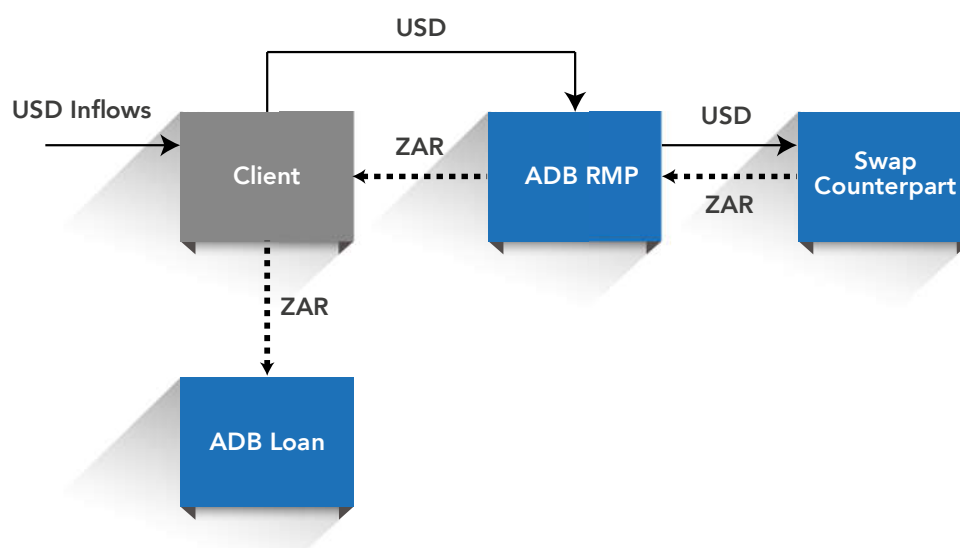 USD
USD Inflows
Client
ZAR
ADB RMP
USD
ZAR
Swap
Counterpart
ZAR
ADB Loan